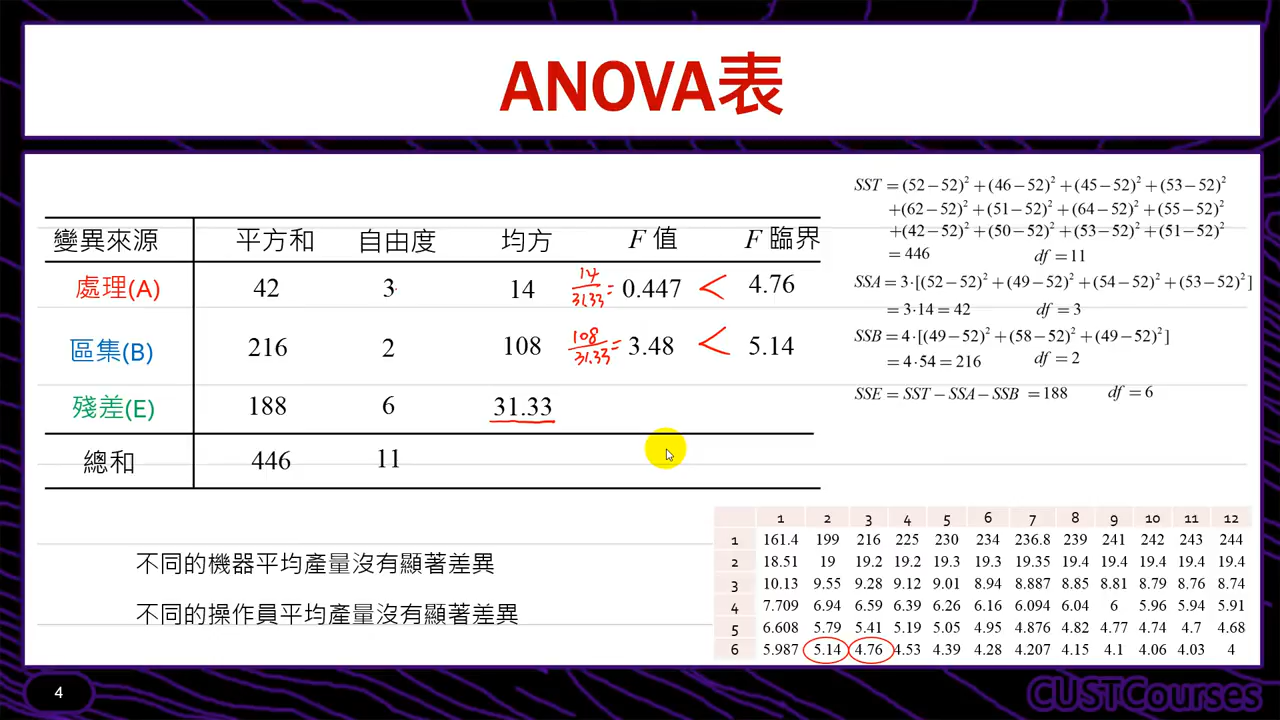 ANOVA表
變異來源 平方和 自由度 均方 F 值 F 臨界
處理(A) 42 3 14 14/31.33 = 0.447 < 4.76
區集(B) 216 2 108 108/31.33 = 3.48 < 5.14
殘差(E) 188 6 31.33
總和 446 11
SST = (52−52)² + (46−52)² + (45−52)² + (53−52)²
+(62−52)² + (51−52)² + (64−52)² + (55−52)²
+(42−52)² + (50−52)² + (53−52)² + (51−52)²
= 446 df = 11
SSA = 3·[(52−52)² + (49−52)² + (54−52)² + (53−52)²]
= 3·14 = 42 df = 3
SSB = 4·[(49−52)² + (58−52)² + (49−52)²]
= 4·54 = 216 df = 2
SSE = SST − SSA − SSB = 188 df = 6
不同的機器平均產量沒有顯著差異
不同的操作員平均產量沒有顯著差異
1 2 3 4 5 6 7 8 9 10 11 12
1 161.4 199 216 225 230 234 236.8 239 241 242 243 244
2 18.51 19 19.2 19.2 19.3 19.3 19.35 19.4 19.4 19.4 19.4 19.4
3 10.13 9.55 9.28 9.12 9.01 8.94 8.887 8.85 8.81 8.79 8.76 8.74
4 7.709 6.94 6.59 6.39 6.26 6.16 6.094 6.04 6 5.96 5.94 5.91
5 6.608 5.79 5.41 5.19 5.05 4.95 4.876 4.82 4.77 4.74 4.7 4.68
6 5.987 5.14 4.76 4.53 4.39 4.28 4.207 4.15 4.1 4.06 4.03 4
4
CUSTCourses